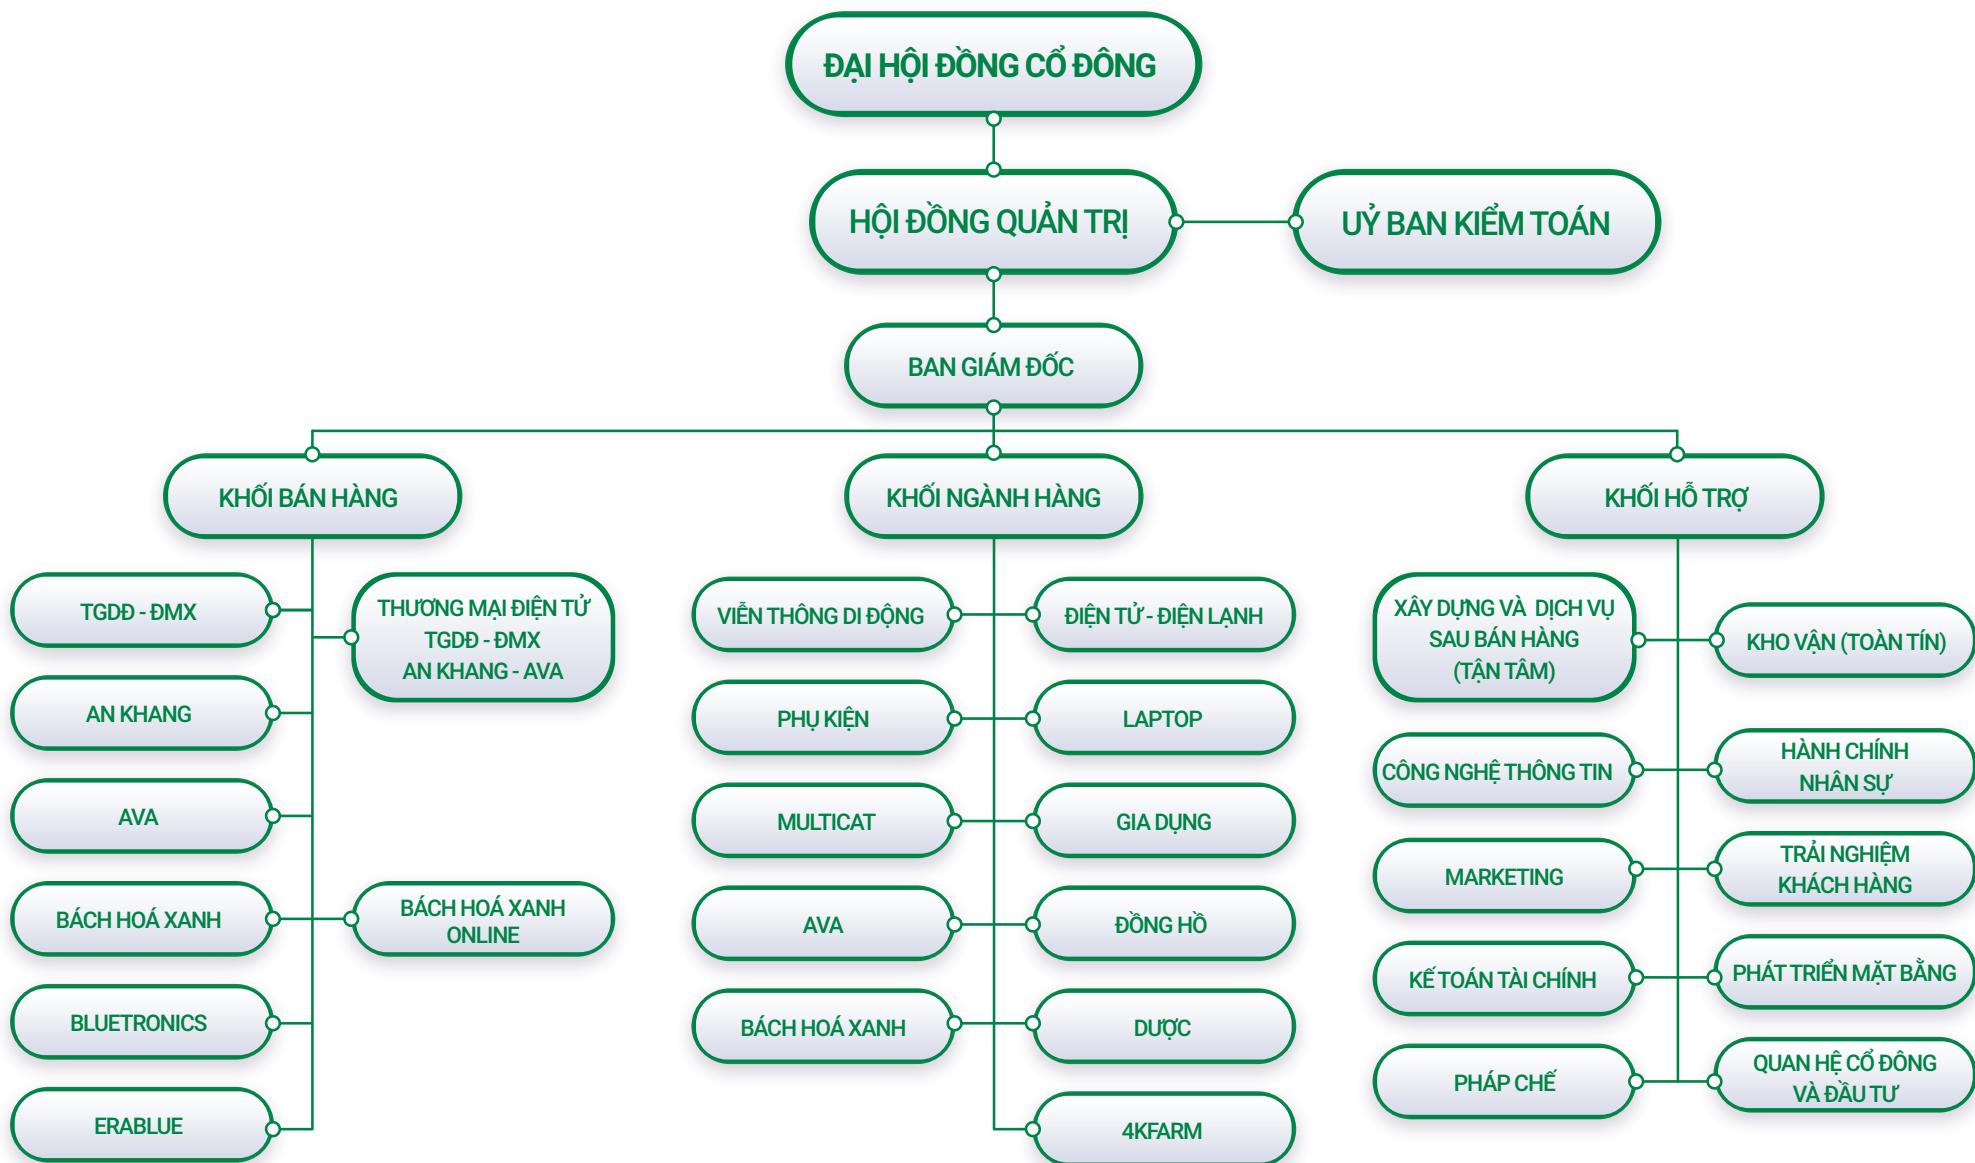 ĐẠI HỘI ĐỒNG CỔ ĐÔNG
HỘI ĐỒNG QUẢN TRỊ
UỶ BAN KIỂM TOÁN
BAN GIÁM ĐỐC
KHỐI BÁN HÀNG
KHỐI NGÀNH HÀNG
KHỐI HỖ TRỢ
TGDĐ - ĐMX
THƯƠNG MẠI ĐIỆN TỬ
TGDĐ - ĐMX
AN KHANG - AVA
AN KHANG
AVA
BÁCH HOÁ XANH
BÁCH HOÁ XANH
ONLINE
BLUETRONICS
ERABLUE
VIỄN THÔNG DI ĐỘNG
ĐIỆN TỬ - ĐIỆN LẠNH
PHỤ KIỆN
LAPTOP
MULTICAT
GIA DỤNG
AVA
ĐỒNG HỒ
BÁCH HOÁ XANH
DƯỢC
4KFARM
XÂY DỰNG VÀ DỊCH VỤ
SAU BÁN HÀNG
(TẬN TÂM)
KHO VẬN (TOÀN TÍN)
CÔNG NGHỆ THÔNG TIN
HÀNH CHÍNH
NHÂN SỰ
MARKETING
TRẢI NGHIỆM
KHÁCH HÀNG
KẾ TOÁN TÀI CHÍNH
PHÁT TRIỂN MẶT BẰNG
PHÁP CHẾ
QUAN HỆ CỔ ĐÔNG
VÀ ĐẦU TƯ